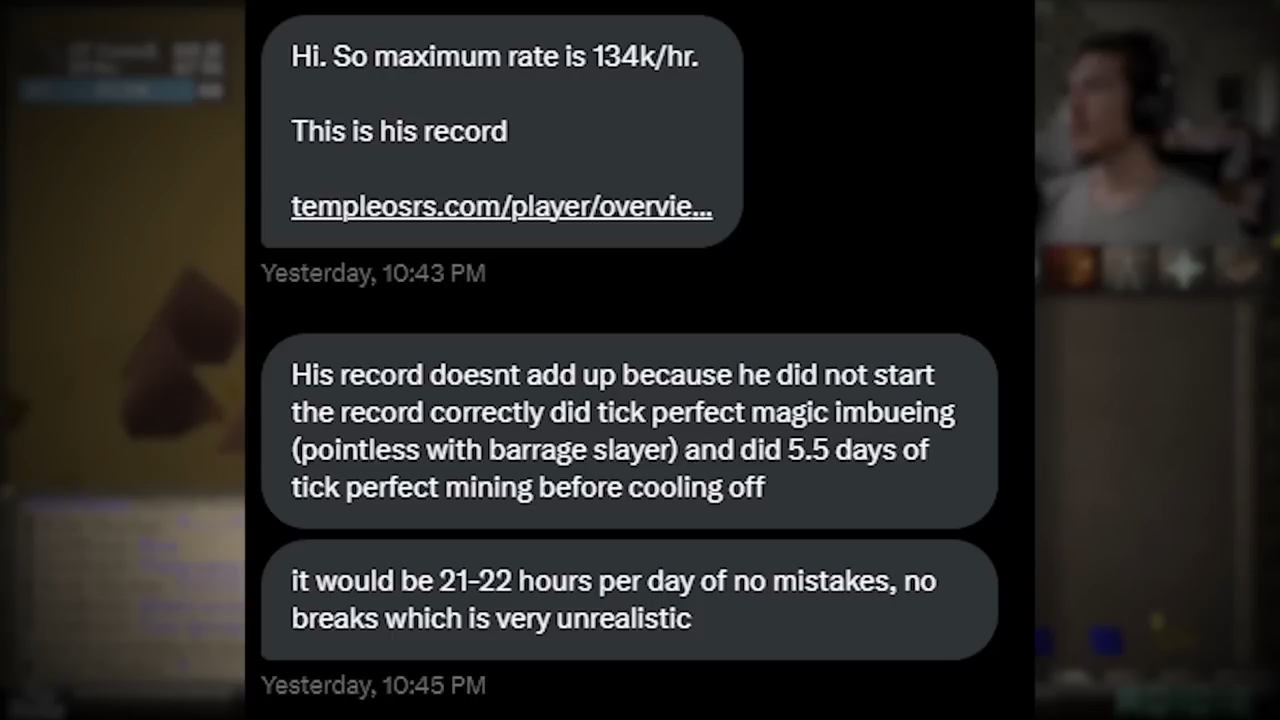 Hi. So maximum rate is 134k/hr.
This is his record
templeosrs.com/player/overvie...
Yesterday, 10:43 PM
His record doesnt add up because he did not start
the record correctly did tick perfect magic imbueing
(pointless with barrage slayer) and did 5.5 days of
tick perfect mining before cooling off
it would be 21-22 hours per day of no mistakes, no
breaks which is very unrealistic
Yesterday, 10:45 PM